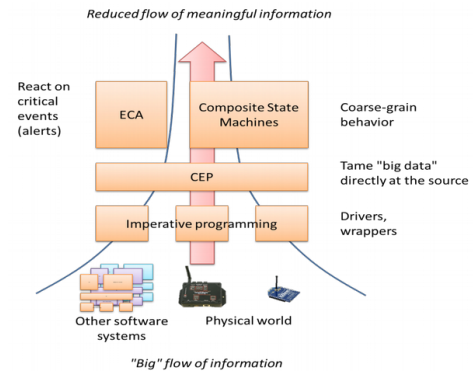 Reduced flow of meaningful information
React on
critical
events
(alerts)
ECA
Composite State
Machines
Coarse-grain
behavior
CEP
Tame "big data"
directly at the source
Imperative programming
Drivers,
wrappers
Other software
systems
Physical world
"Big" flow of information